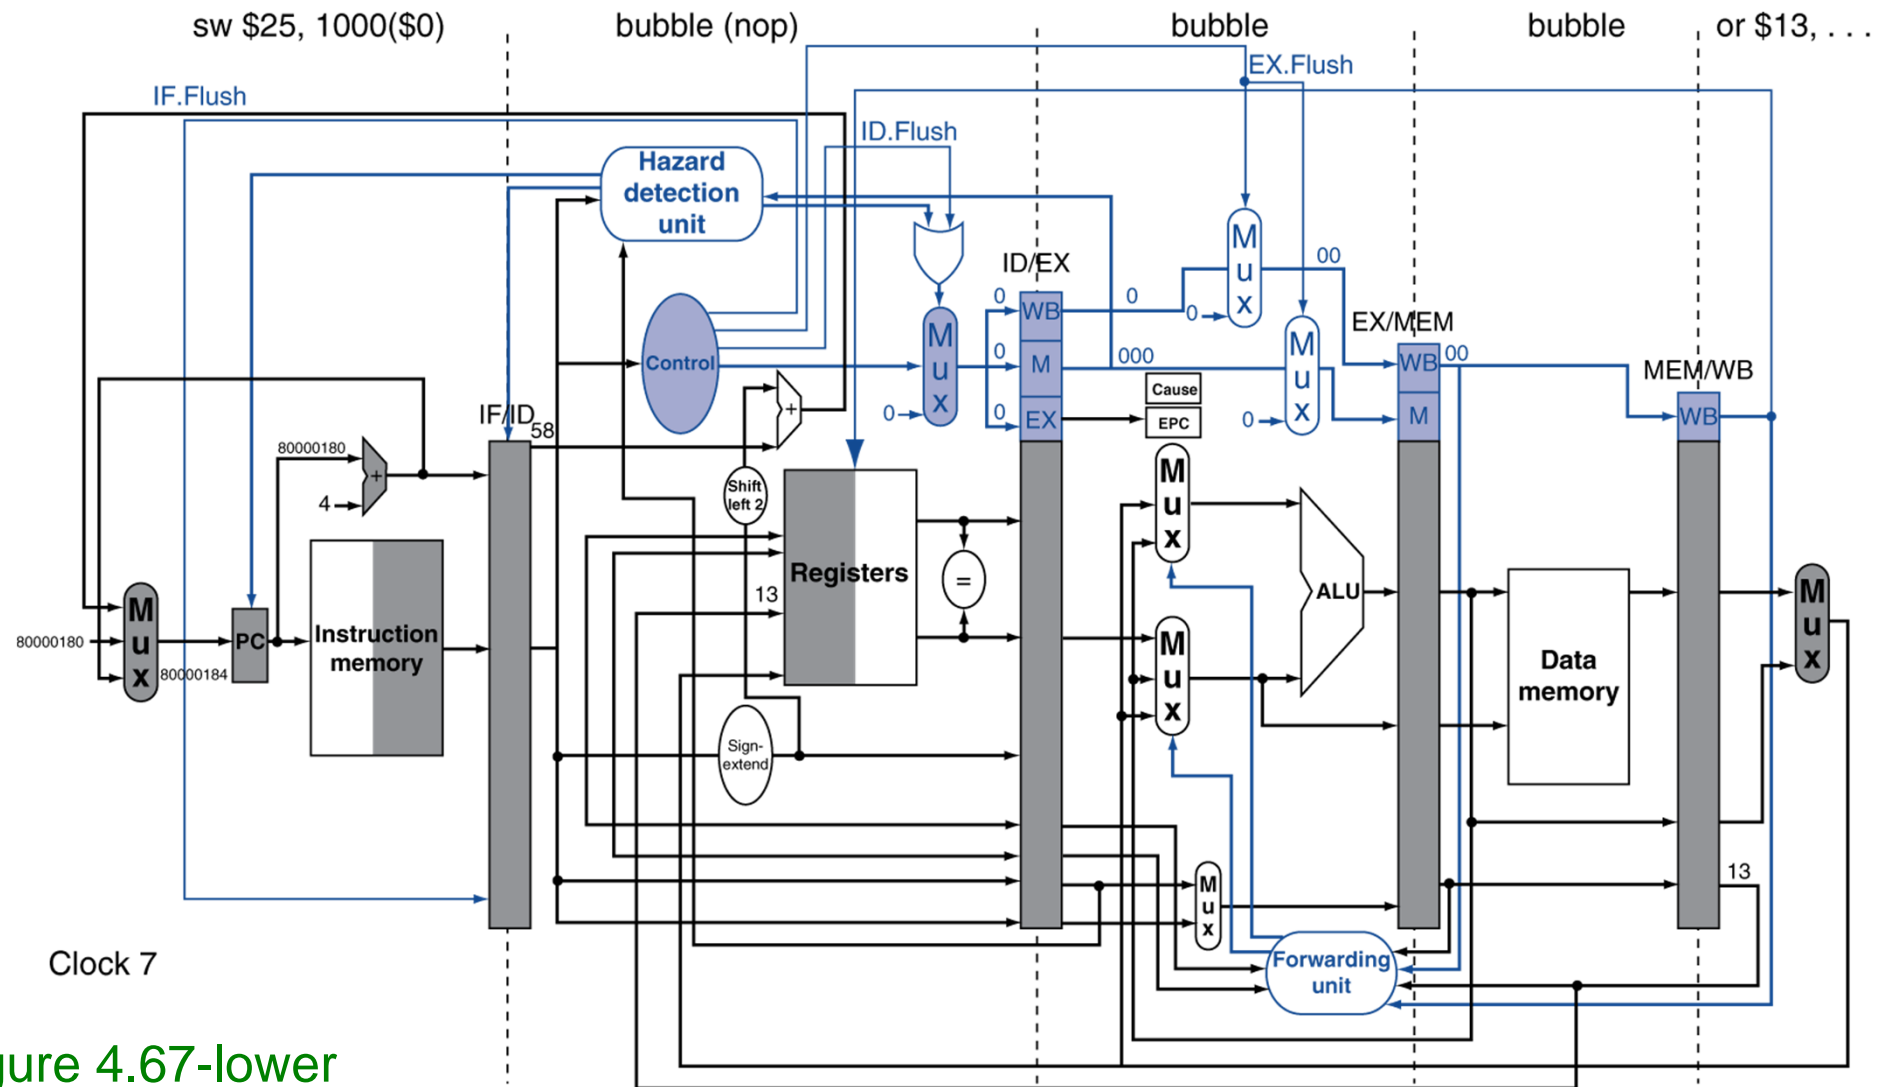 sw $25, 1000($0)
bubble (nop)
bubble
bubble
or $13, . . .
EX.Flush
IF.Flush
ID.Flush
Hazard
detection
unit
ID/EX
M
u
x
00
0
WB
0
0
M
u
x
EX/MEM
0
M
000
M
u
x
WB
00
MEM/WB
Control
M
u
x
0
0
EX
Cause
EPC
0
M
WB
IF/ID
58
+
80000180
+
4
Shift
left 2
M
u
x
Registers
=
13
ALU
M
u
x
80000180
PC
80000184
Instruction
memory
M
u
x
Data
memory
M
u
x
Sign-
extend
M
u
x
13
Forwarding
unit
Clock 7
gure 4.67-lower